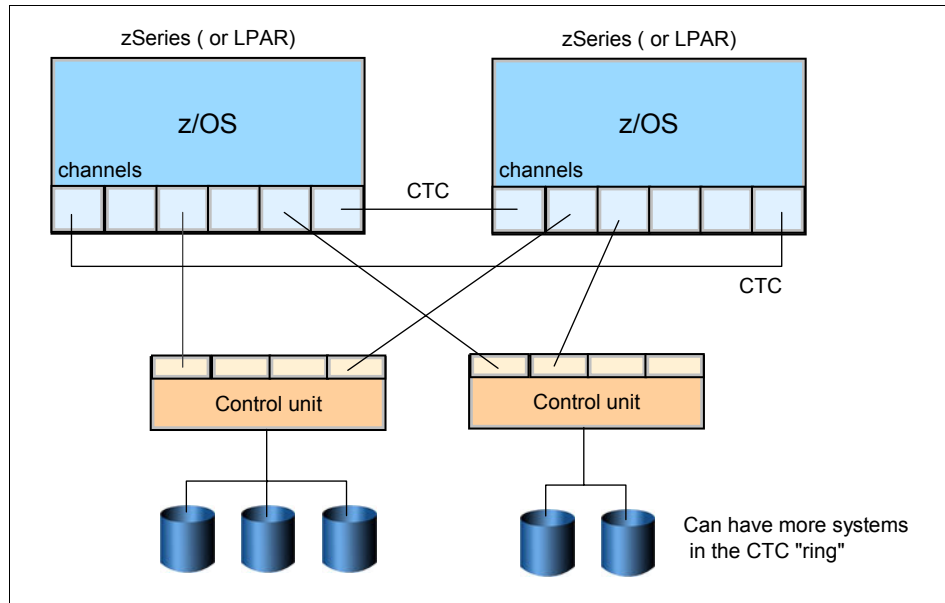 zSeries ( or LPAR)
zSeries ( or LPAR)
z/OS
z/OS
channels
channels
CTC
CTC
Control unit
Control unit
Can have more systems
in the CTC "ring"